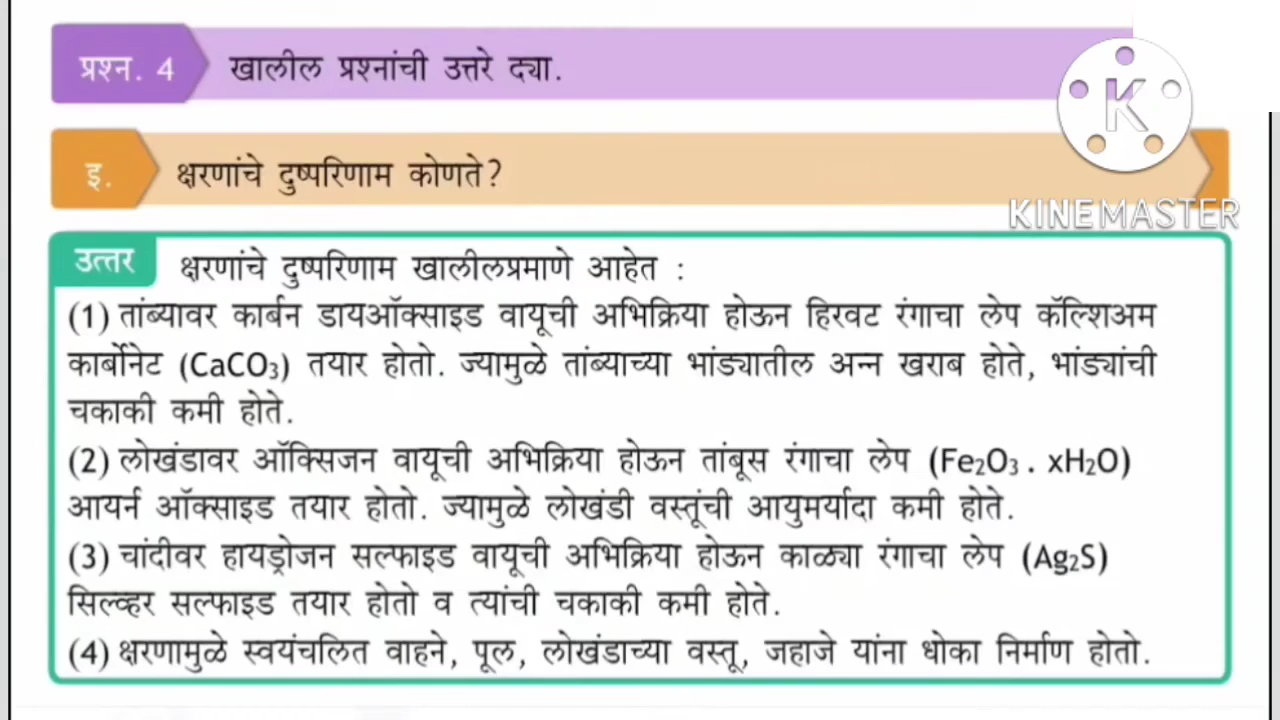 प्रश्न. 4 खालील प्रश्नांची उत्तरे द्या.
इ. क्षरणांचे दुष्परिणाम कोणते?
K
KINEMASTER
उत्तर क्षरणांचे दुष्परिणाम खालीलप्रमाणे आहेत :
(1) तांब्यावर कार्बन डायऑक्साइड वायूची अभिक्रिया होऊन हिरवट रंगाचा लेप कॅल्शिअम
कार्बोनेट (CaCO₃) तयार होतो. ज्यामुळे तांब्याच्या भांड्यातील अन्न खराब होते, भांड्यांची
चकाकी कमी होते.
(2) लोखंडावर ऑक्सिजन वायूची अभिक्रिया होऊन तांबूस रंगाचा लेप (Fe₂O₃ . xH₂O)
आयर्न ऑक्साइड तयार होतो. ज्यामुळे लोखंडी वस्तूंची आयुमर्यादा कमी होते.
(3) चांदीवर हायड्रोजन सल्फाइड वायूची अभिक्रिया होऊन काळ्या रंगाचा लेप (Ag₂S)
सिल्व्हर सल्फाइड तयार होतो व त्यांची चकाकी कमी होते.
(4) क्षरणामुळे स्वयंचलित वाहने, पूल, लोखंडाच्या वस्तू, जहाजे यांना धोका निर्माण होतो.